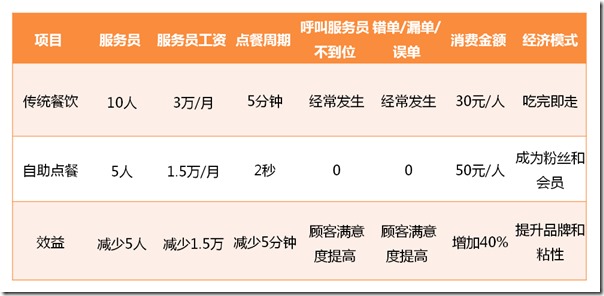 项目 服务员 服务员工资 点餐周期 呼叫服务员不到位 错单/漏单/误单 消费金额 经济模式
传统餐饮 10人 3万/月 5分钟 经常发生 经常发生 30元/人 吃完即走
自助点餐 5人 1.5万/月 2秒 0 0 50元/人 成为粉丝和会员
效益 减少5人 减少1.5万 减少5分钟 顾客满意度提高 顾客满意度提高 增加40% 提升品牌和粘性